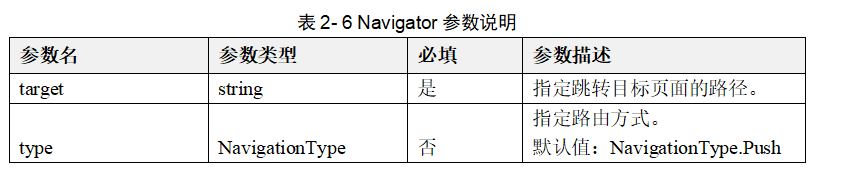 表 2- 6 Navigator 参数说明
参数名 参数类型 必填 参数描述
target string 是 指定跳转目标页面的路径。
指定路由方式。
type NavigationType 否 默认值：NavigationType.Push